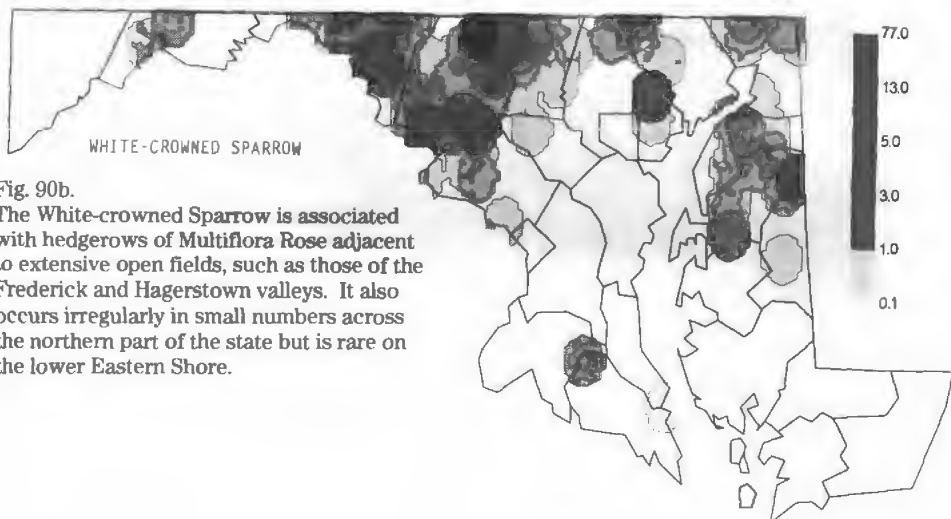 WHITE-CROWNED SPARROW
Fig. 90b.
The White-crowned Sparrow is associated
with hedgerows of Multiflora Rose adjacent
to extensive open fields, such as those of the
Frederick and Hagerstown valleys. It also
occurs irregularly in small numbers across
the northern part of the state but is rare on
the lower Eastern Shore.
77.0
13.0
5.0
3.0
1.0
0.1